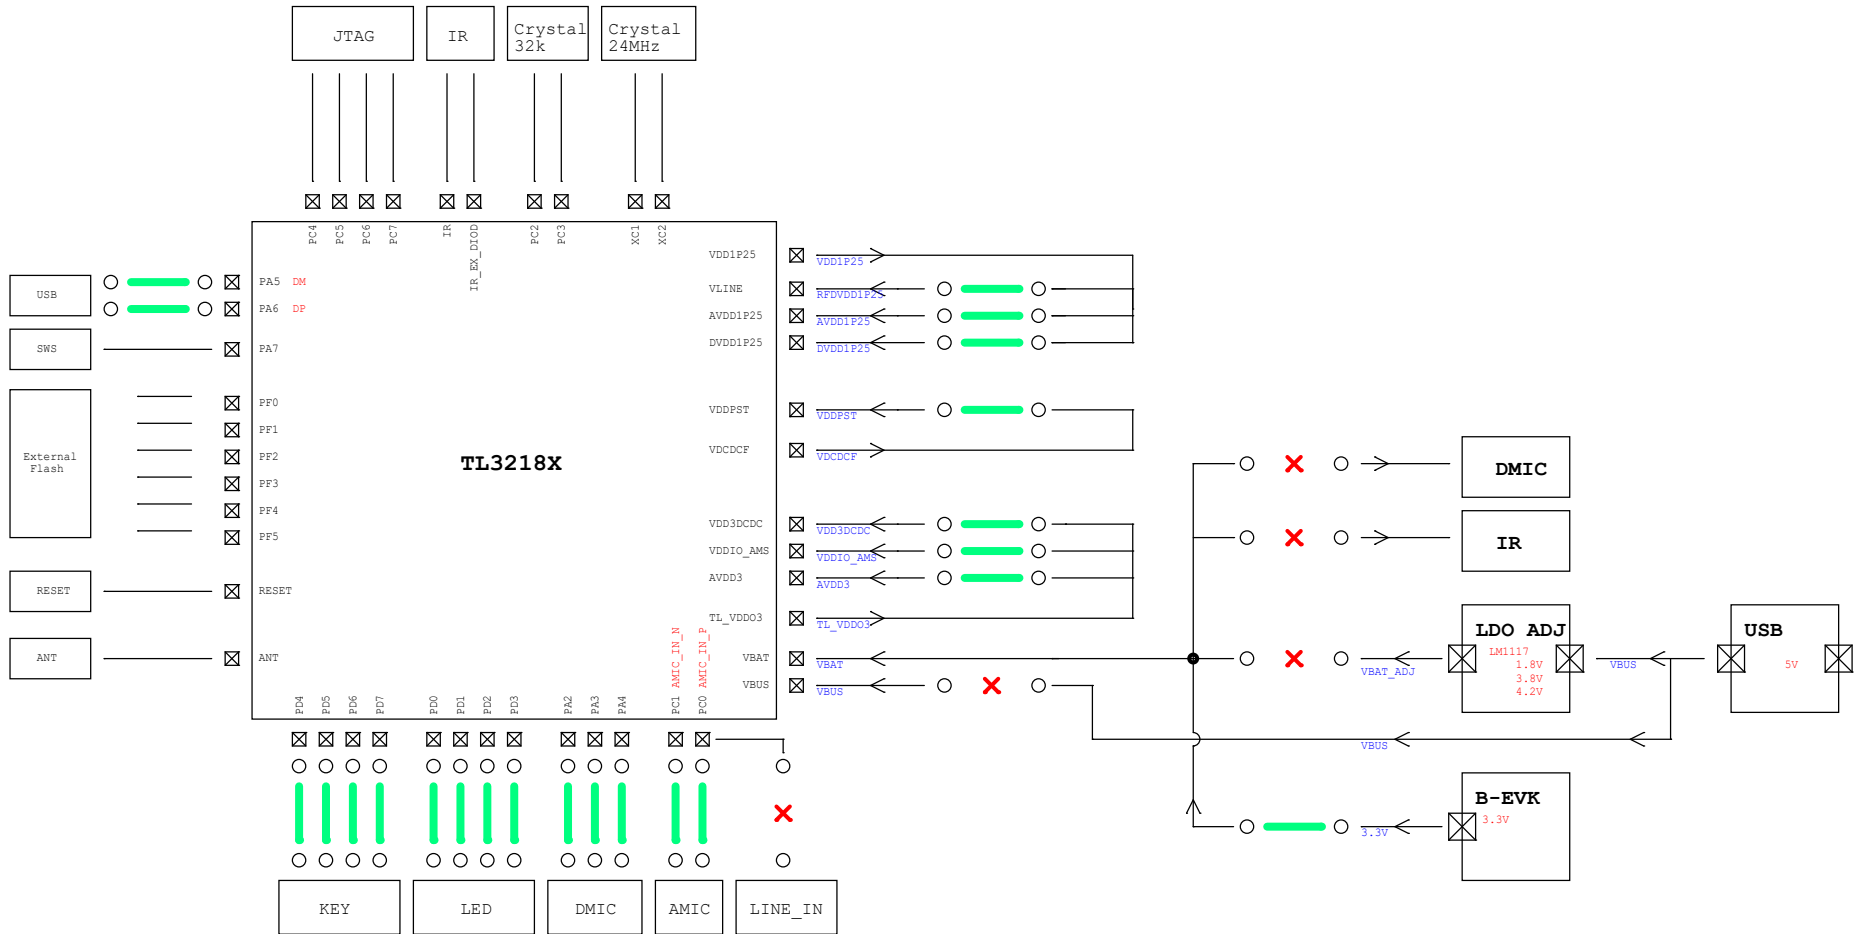 JTAG
IR
Crystal
32k
Crystal
24MHz
PC4
PC5
PC6
PC7
IR
IR_EX_DIOD
PC2
PC3
XC1
XC2
USB
SWS
External
Flash
RESET
ANT
PA5 DM
PA6 DP
PA7
PF0
PF1
PF2
PF3
PF4
PF5
RESET
ANT
TL3218X
VDD1P25
VLINE
AVDD1P25
DVDD1P25
VDDPST
VDCDCF
VDD3DCDC
VDDIO_AMS
AVDD3
TL_VDDO3
VBAT
VBUS
VDD1P25
RFDVDD1P25
AVDD1P25
DVDD1P25
VDDPST
VDCDCF
VDD3DCDC
VDDIO_AMS
AVDD3
TL_VDDO3
VBAT
VBUS
PD4
PD5
PD6
PD7
PD0
PD1
PD2
PD3
PA2
PA3
PA4
PC1 AMIC_IN_N
PC0 AMIC_IN_P
KEY
LED
DMIC
AMIC
LINE_IN
DMIC
IR
LDO ADJ
LM1117
1.8V
3.8V
4.2V
VBAT_ADJ
VBUS
USB
5V
VBUS
B-EVK
3.3V
3.3V